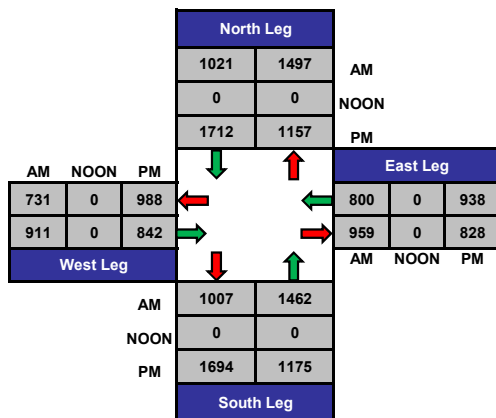 North Leg
1021 1497 AM
0 0 NOON
1712 1157 PM
AM NOON PM East Leg
731 0 988 800 0 938
911 0 842 959 0 828
West Leg AM NOON PM
AM 1007 1462
NOON 0 0
PM 1694 1175
South Leg